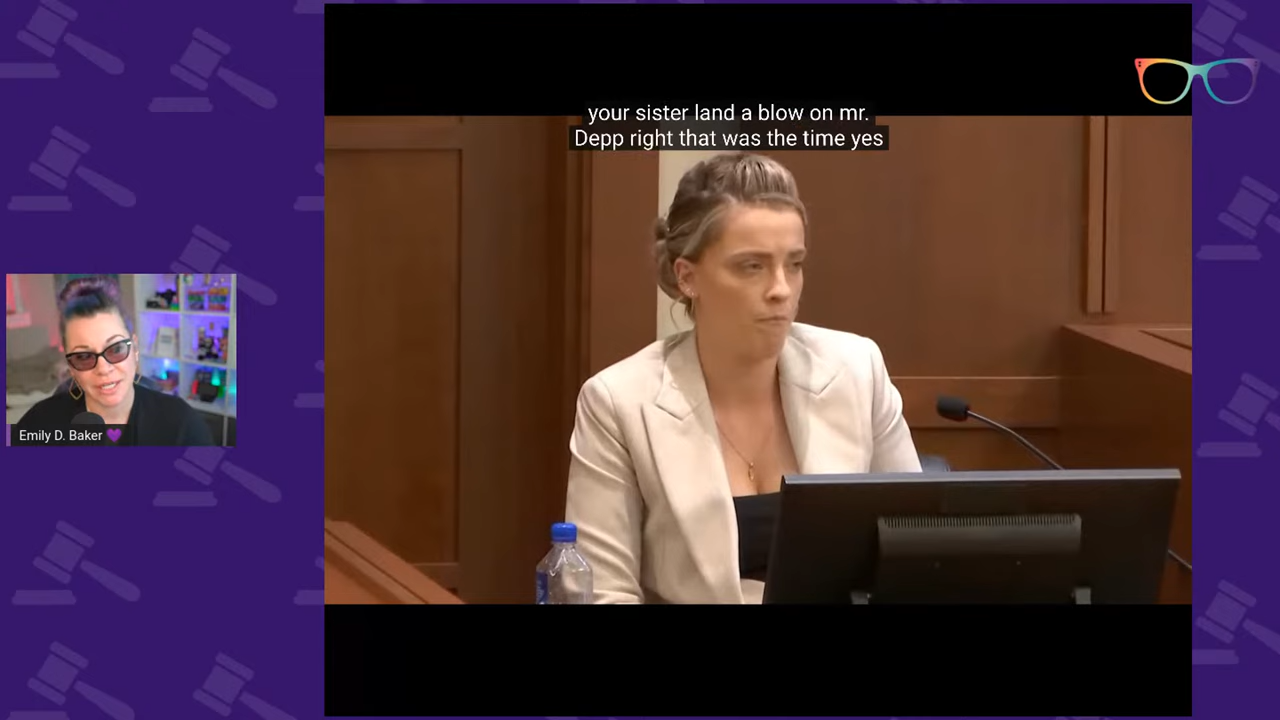 your sister land a blow on mr.
Depp right that was the time yes
Emily D. Baker 💜